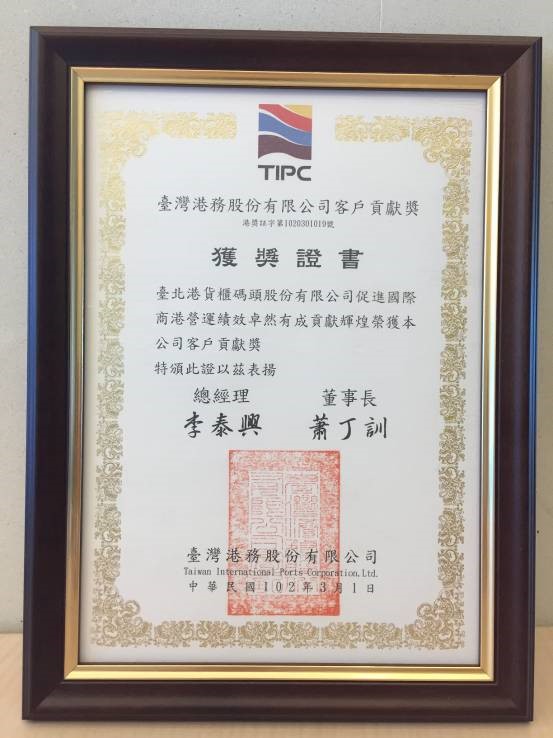 TIPC
臺灣港務股份有限公司客戶貢獻獎
港獎註字第1020301019號
獲獎證書
臺北港貨櫃碼頭股份有限公司促進國際
商港營運績效卓然有成貢獻輝煌榮獲本
公司客戶貢獻獎
特頒此證以茲表揚
總經理 董事長
李泰興 蕭丁訓
臺灣港務股份有限公司
Taiwan International Ports Corporation, Ltd.
中華民國102年3月1日